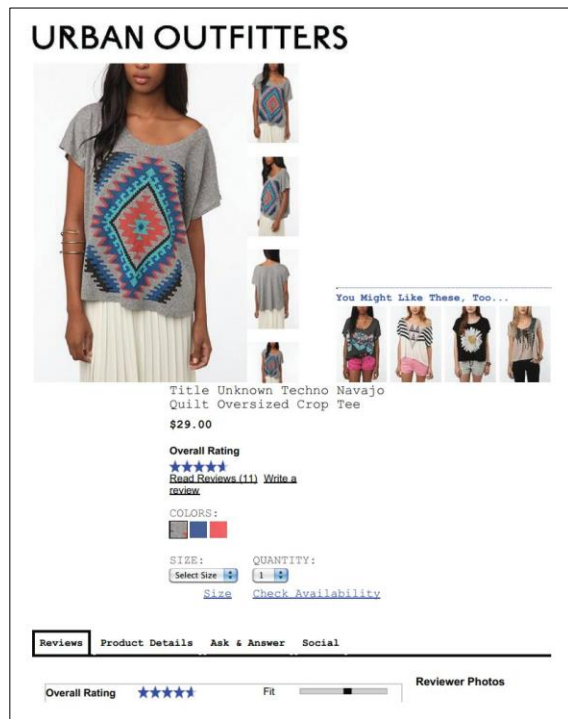 URBAN OUTFITTERS
You Might Like These, Too...
Title Unknown Techno Navajo
Quilt Oversized Crop Tee
$29.00
Overall Rating
Read Reviews (11) Write a
review
COLORS:
SIZE: QUANTITY:
Select Size 1
Size Check Availability
Reviews Product Details Ask & Answer Social
Overall Rating Fit Reviewer Photos